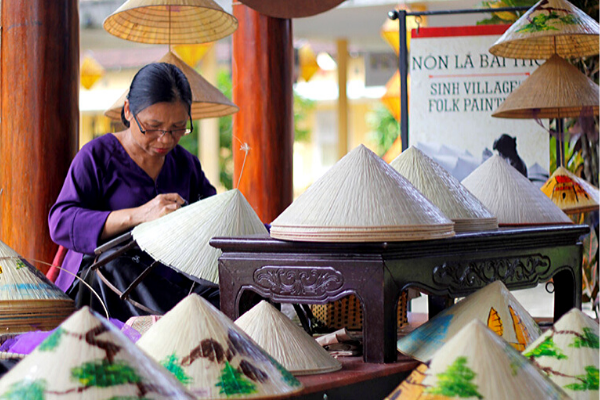 NÓN LÁ BÀI THƠ
SINH VILLAGE
FOLK PAINT